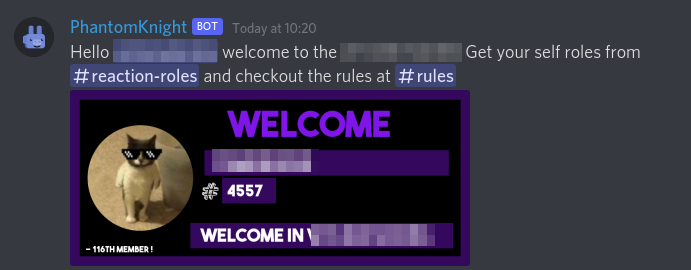 PhantomKnight BOT Today at 10:20
Hello welcome to the Get your self roles from
#reaction-roles and checkout the rules at #rules
WELCOME
# 4557
WELCOME IN
- 116TH MEMBER !